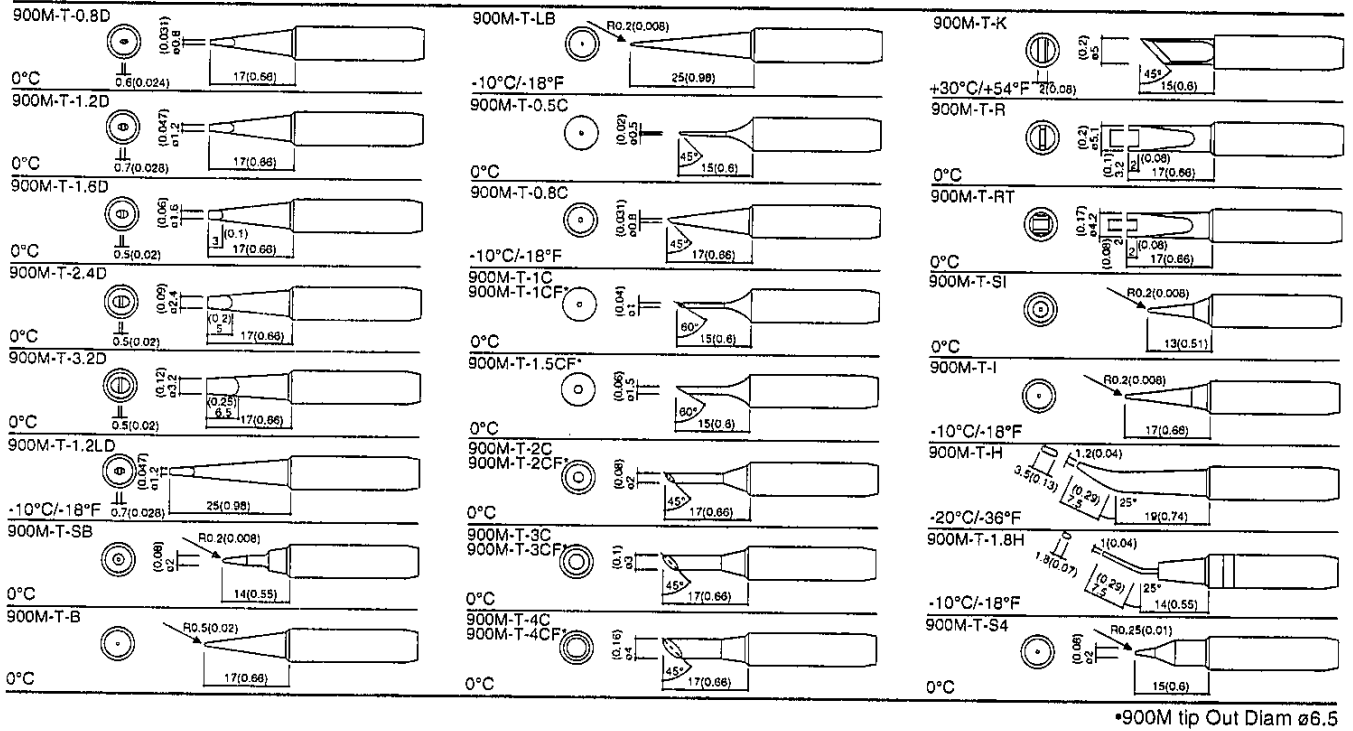 900M-T-0.8D
(0.031)
ø0.8
0°C
0.6(0.024)
17(0.66)
900M-T-1.2D
(0.047)
ø1.2
0°C
0.7(0.028)
17(0.66)
900M-T-1.6D
(0.06)
ø1.6
3
(0.1)
0°C
0.5(0.02)
17(0.66)
900M-T-2.4D
(0.09)
ø2.4
(0.2)
5
0°C
0.5(0.02)
17(0.66)
900M-T-3.2D
(0.12)
ø3.2
(0.25)
6.5
0°C
0.5(0.02)
17(0.66)
900M-T-1.2LD
(0.047)
ø1.2
-10°C/-18°F
0.7(0.028)
25(0.98)
900M-T-SB
R0.2(0.008)
(0.08)
ø2
0°C
14(0.55)
900M-T-B
R0.5(0.02)
0°C
17(0.66)
900M-T-LB
R0.2(0.008)
-10°C/-18°F
25(0.98)
900M-T-0.5C
(0.02)
ø0.5
45°
0°C
15(0.6)
900M-T-0.8C
(0.031)
ø0.8
45°
-10°C/-18°F
17(0.66)
900M-T-1C
900M-T-1CF*
(0.04)
ø1
60°
0°C
15(0.6)
900M-T-1.5CF*
(0.06)
ø1.5
60°
0°C
15(0.6)
900M-T-2C
900M-T-2CF*
(0.08)
ø2
45°
0°C
17(0.66)
900M-T-3C
900M-T-3CF*
(0.1)
ø3
45°
0°C
17(0.66)
900M-T-4C
900M-T-4CF*
(0.16)
ø4
45°
0°C
17(0.66)
900M-T-K
(0.2)
ø5
45°
+30°C/+54°F
2(0.08)
15(0.6)
900M-T-R
(0.2)
ø5.1
(0.1)
3.2
2
(0.08)
0°C
17(0.66)
900M-T-RT
(0.17)
ø4.2
(0.08)
2
2
(0.08)
0°C
17(0.66)
900M-T-SI
R0.2(0.008)
0°C
13(0.51)
900M-T-I
R0.2(0.008)
-10°C/-18°F
17(0.66)
900M-T-H
1.2(0.04)
3.5(0.13)
(0.29)
7.5
25°
-20°C/-36°F
19(0.74)
900M-T-1.8H
1(0.04)
1.8(0.07)
(0.29)
7.5
25°
-10°C/-18°F
14(0.55)
900M-T-S4
R0.25(0.01)
(0.08)
ø2
0°C
15(0.6)
•900M tip Out Diam ø6.5